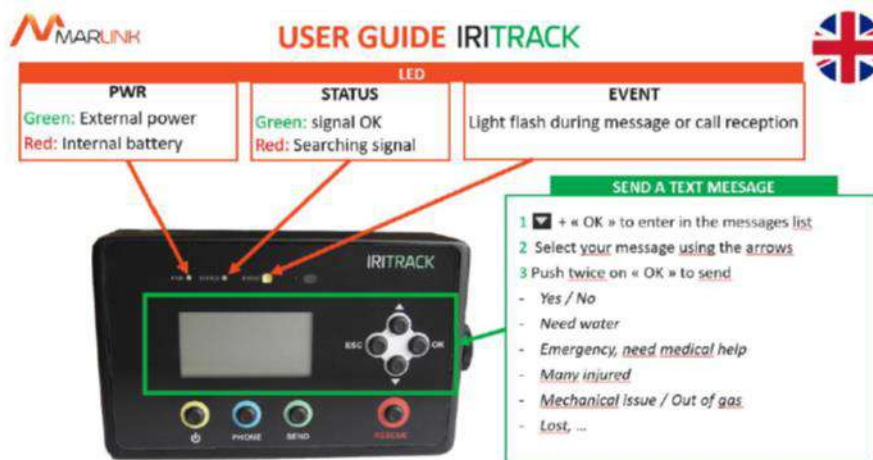 MARLINK
USER GUIDE IRITRACK
LED
PWR
Green: External power
Red: Internal battery
STATUS
Green: signal OK
Red: Searching signal
EVENT
Light flash during message or call reception
SEND A TEXT MEESAGE
1 + « OK » to enter in the messages list
2 Select your message using the arrows
3 Push twice on « OK » to send
- Yes / No
- Need water
- Emergency, need medical help
- Many injured
- Mechanical issue / Out of gas
- Lost, ...
PWR STATUS EVENT
IRITRACK
ESC OK
PHONE SEND RESCUE